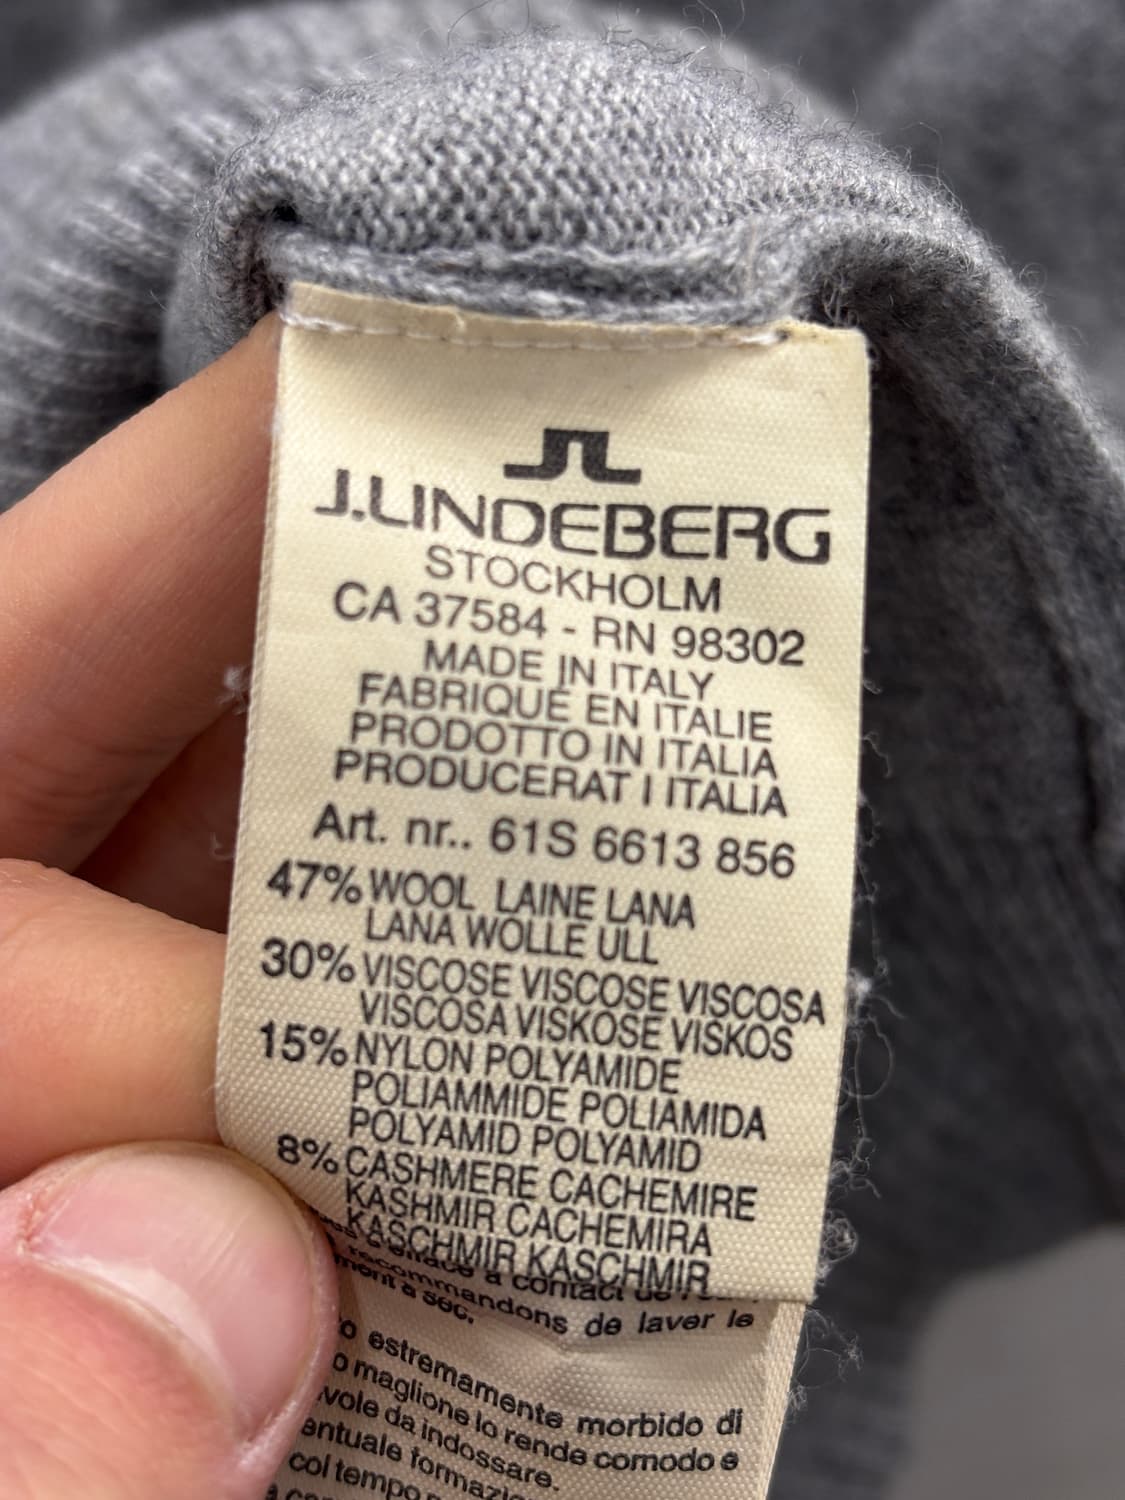 J.LINDEBERG
STOCKHOLM
CA 37584 - RN 98302
MADE IN ITALY
FABRIQUE EN ITALIE
PRODOTTO IN ITALIA
PRODUCERAT I ITALIA
Art. nr.. 61S 6613 856
47% WOOL LAINE LANA
LANA WOLLE ULL
30% VISCOSE VISCOSE VISCOSA
VISCOSA VISKOSE VISKOS
15% NYLON POLYAMIDE
POLIAMMIDE POLIAMIDA
POLYAMID POLYAMID
8% CASHMERE CACHEMIRE
KASHMIR CACHEMIRA
KASCHMIR KASCHMIR
a contact
recommandons de laver le
à sec.
estremamente morbido di
maglione lo rende comodo e
da indossare.
col tempo